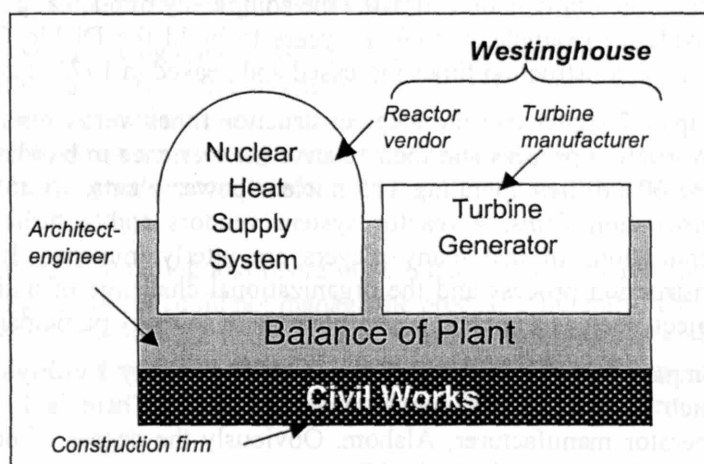 Westinghouse
Reactor
vendor
Turbine
manufacturer
Nuclear
Heat
Supply
System
Turbine
Generator
Architect-
engineer
Balance of Plant
Civil Works
Construction firm